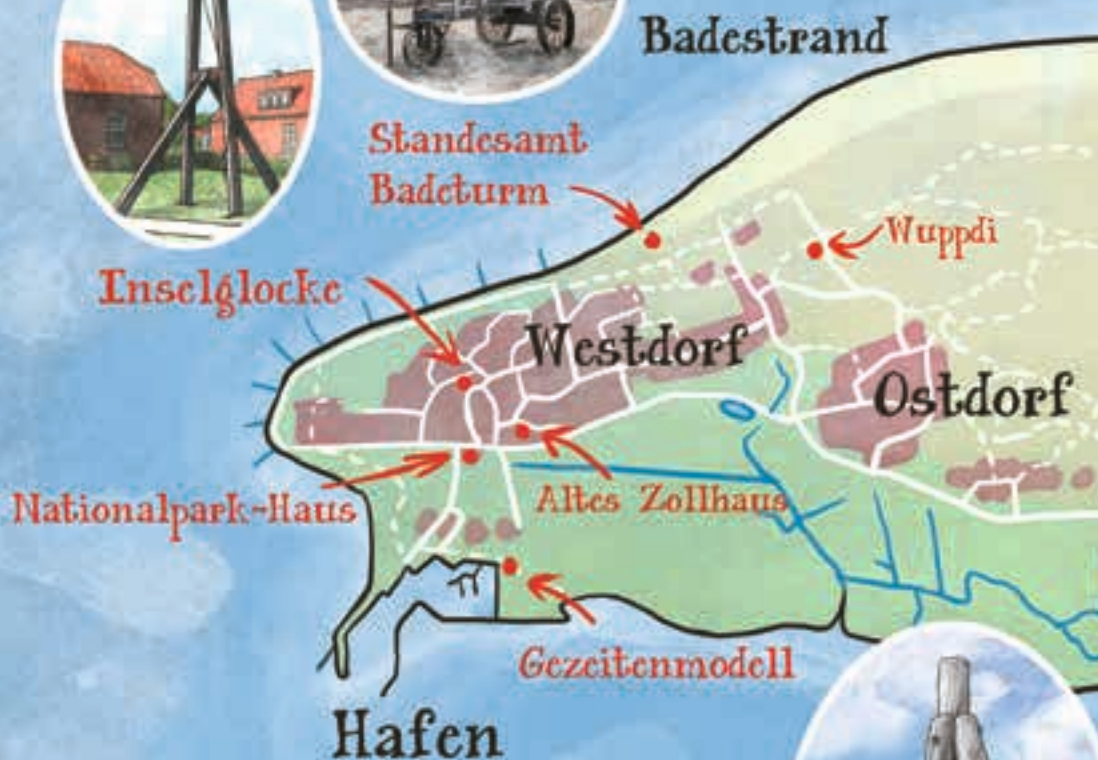 Badestrand
Standesamt
Badeturm
Wuppdi
Inselglocke
Westdorf
Ostdorf
Nationalpark-Haus
Altes Zollhaus
Gezeitenmodell
Hafen